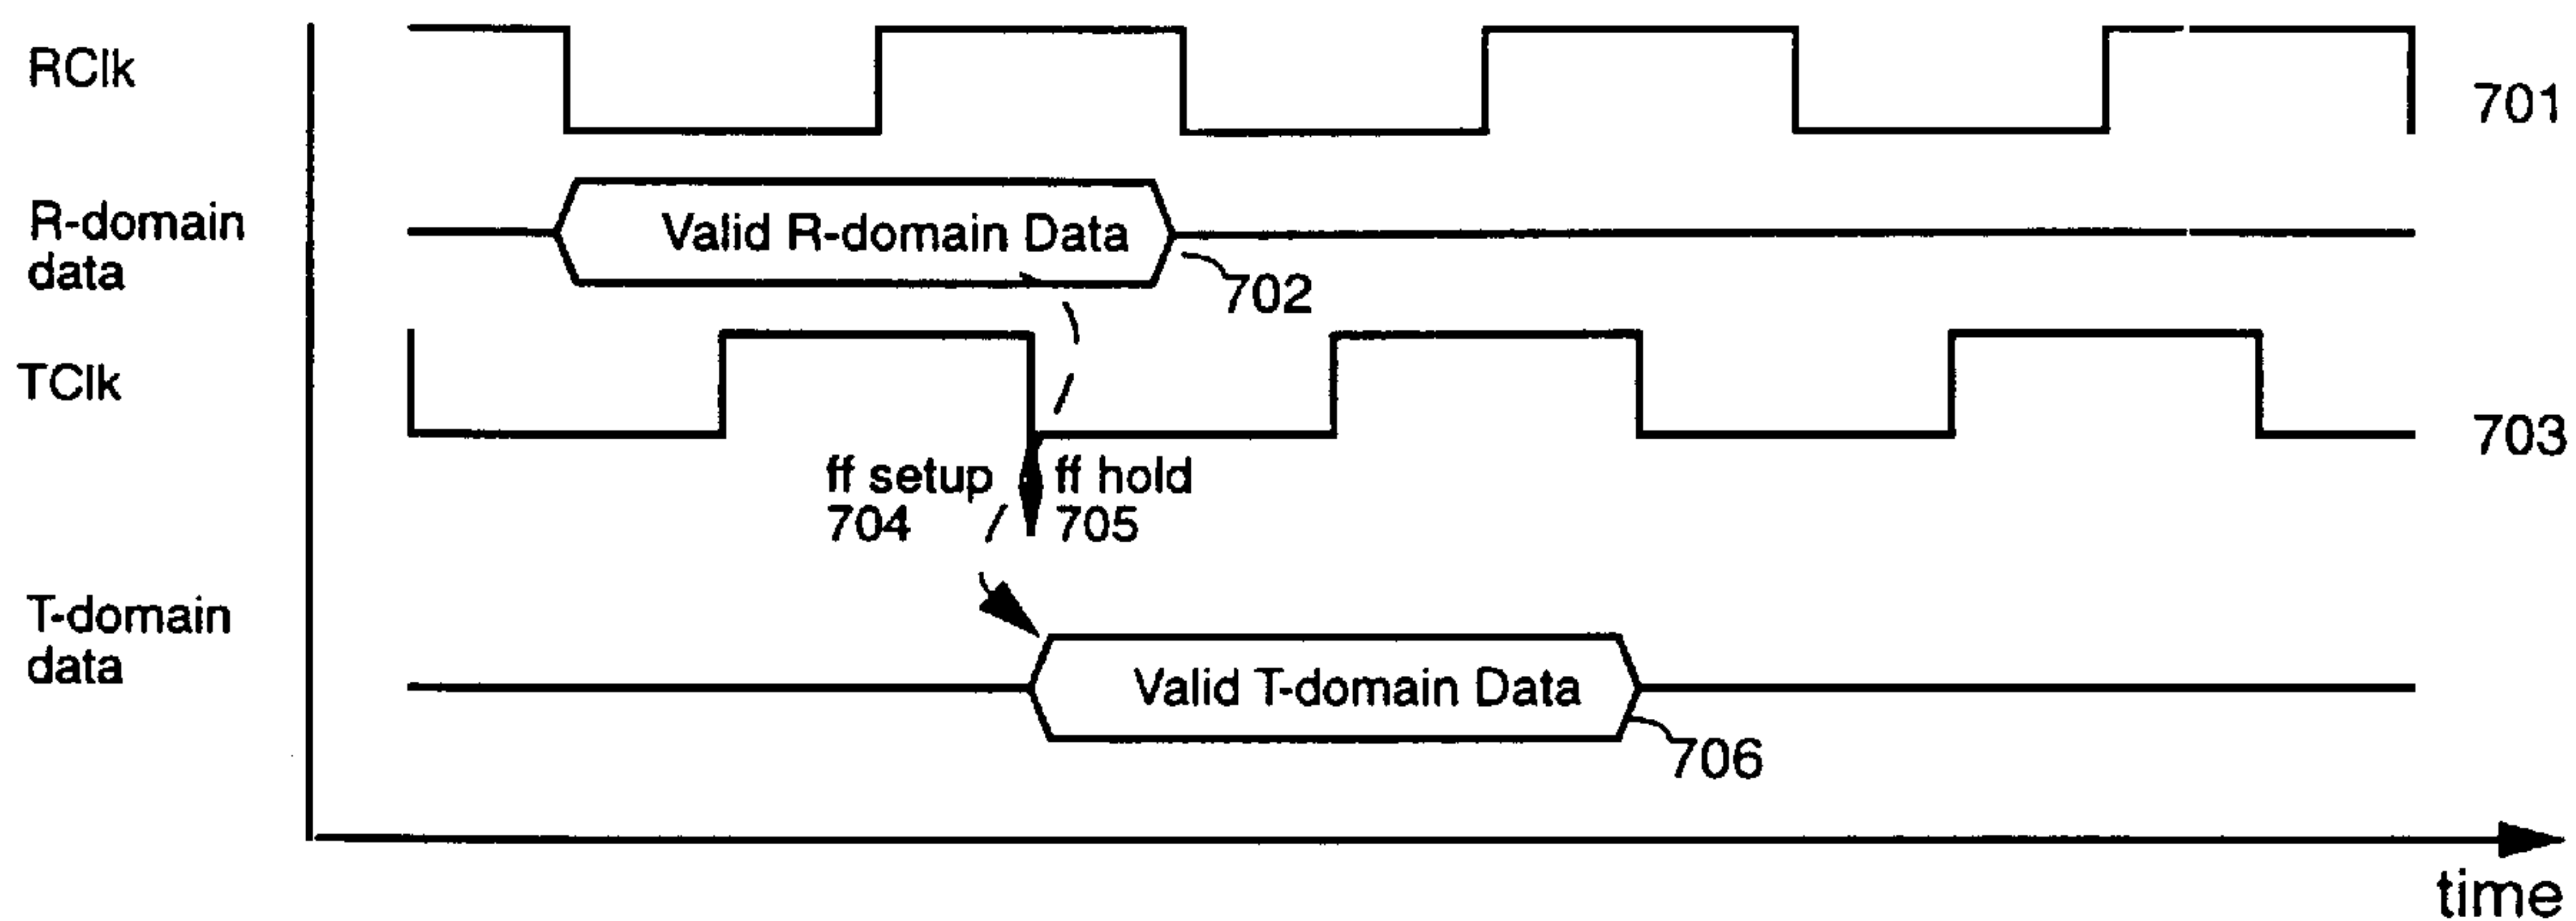 RClk
701
R-domain
data
Valid R-domain Data
702
TClk
703
ff setup
704
ff hold
705
T-domain
data
Valid T-domain Data
706
time